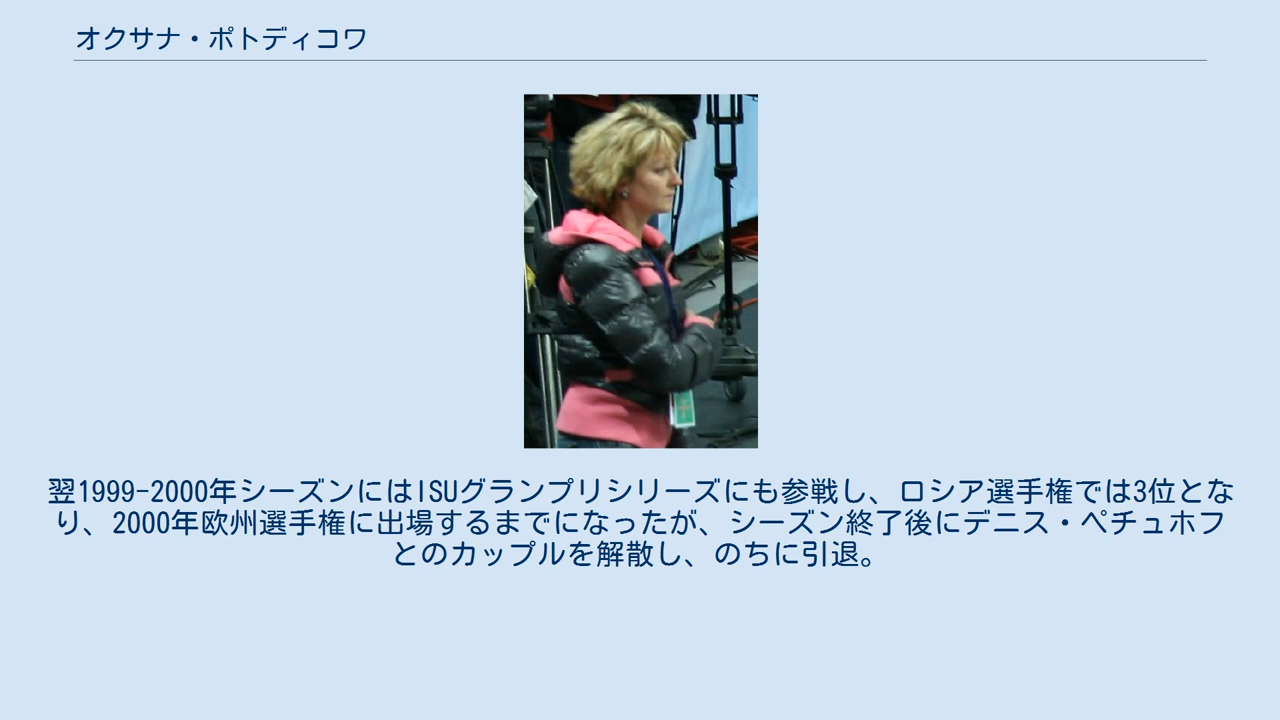 オクサナ・ポトディコワ
翌1999-2000年シーズンにはISUグランプリシリーズにも参戦し、ロシア選手権では3位とな
り、2000年欧州選手権に出場するまでになったが、シーズン終了後にデニス・ペチュホフ
とのカップルを解散し、のちに引退。